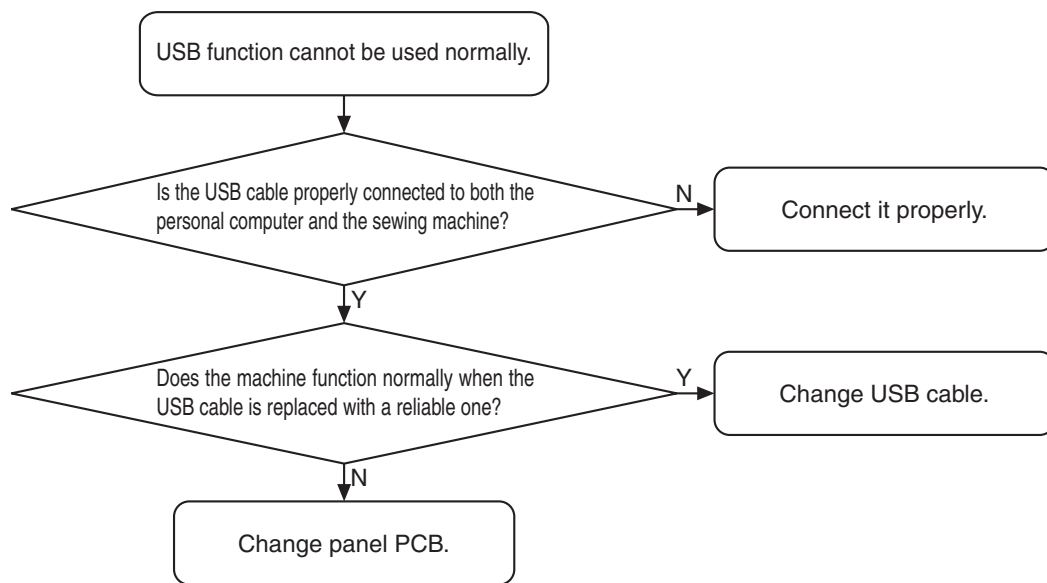 USB function cannot be used normally.
Is the USB cable properly connected to both the
personal computer and the sewing machine?
N
Connect it properly.
Y
Does the machine function normally when the
USB cable is replaced with a reliable one?
Y
Change USB cable.
N
Change panel PCB.